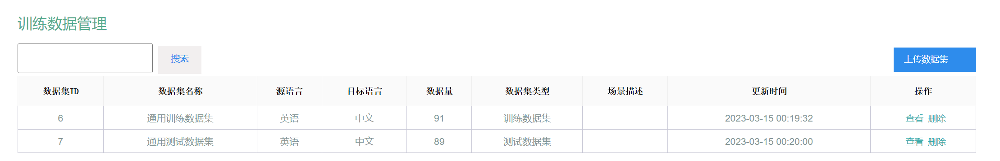 训练数据管理
搜索 上传数据集
数据集ID 数据集名称 源语言 目标语言 数据量 数据集类型 场景描述 更新时间 操作
6 通用训练数据集 英语 中文 91 训练数据集 2023-03-15 00:19:32 查看 删除
7 通用测试数据集 英语 中文 89 测试数据集 2023-03-15 00:20:00 查看 删除